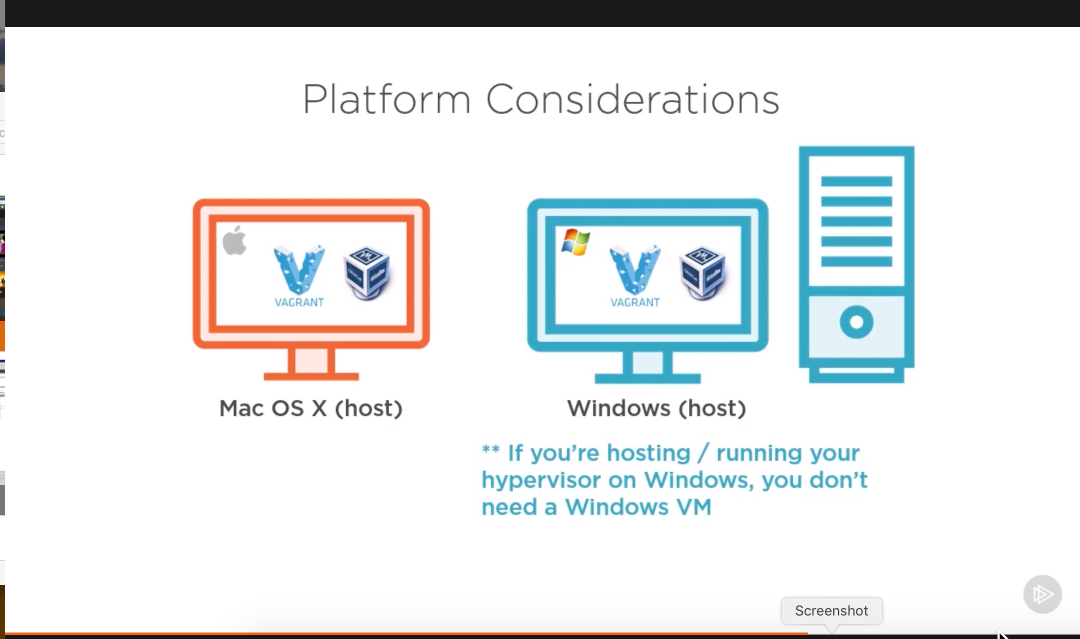 Platform Considerations
VAGRANT
VAGRANT
Mac OS X (host)
Windows (host)
** If you're hosting / running your
hypervisor on Windows, you don't
need a Windows VM
Screenshot